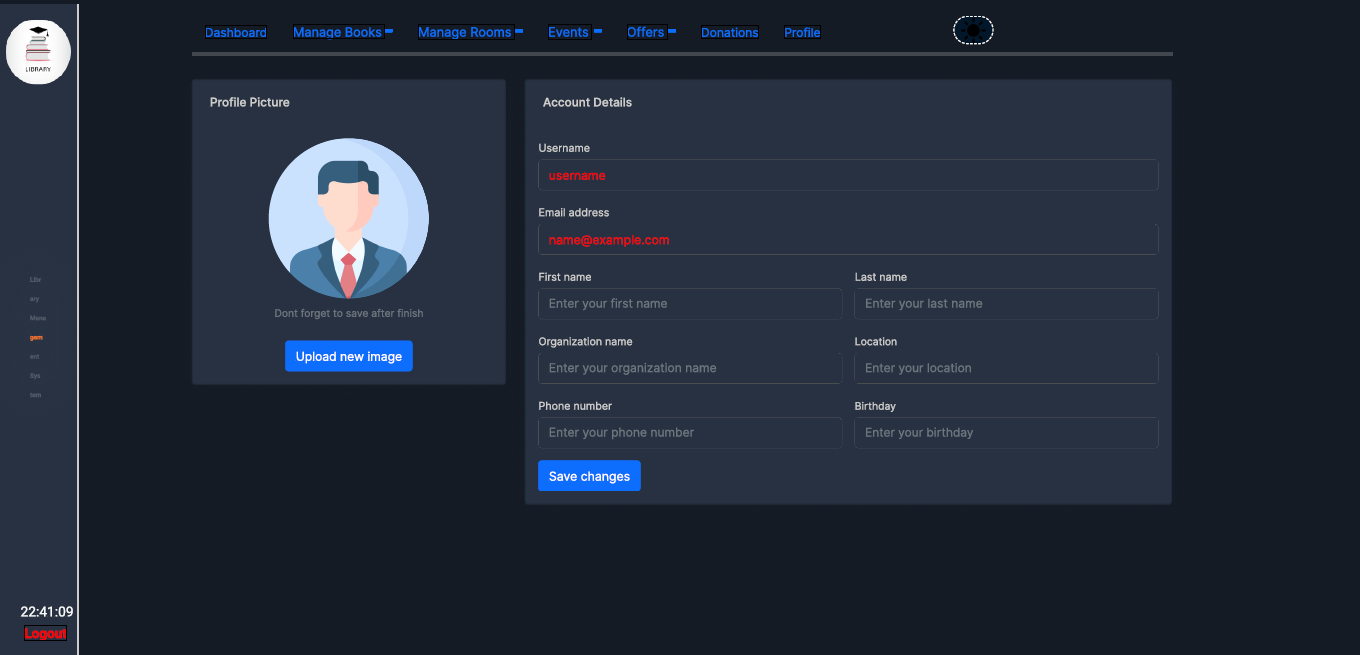 LIBRARY
Dashboard Manage Books Manage Rooms Events Offers Donations Profile
Profile Picture
Dont forget to save after finish
Upload new image
Account Details
Username
username
Email address
name@example.com
First name Last name
Enter your first name Enter your last name
Organization name Location
Enter your organization name Enter your location
Phone number Birthday
Enter your phone number Enter your birthday
Save changes
Libr
ary
Mana
gem
ent
Sys
tem
22:41:09
Logout